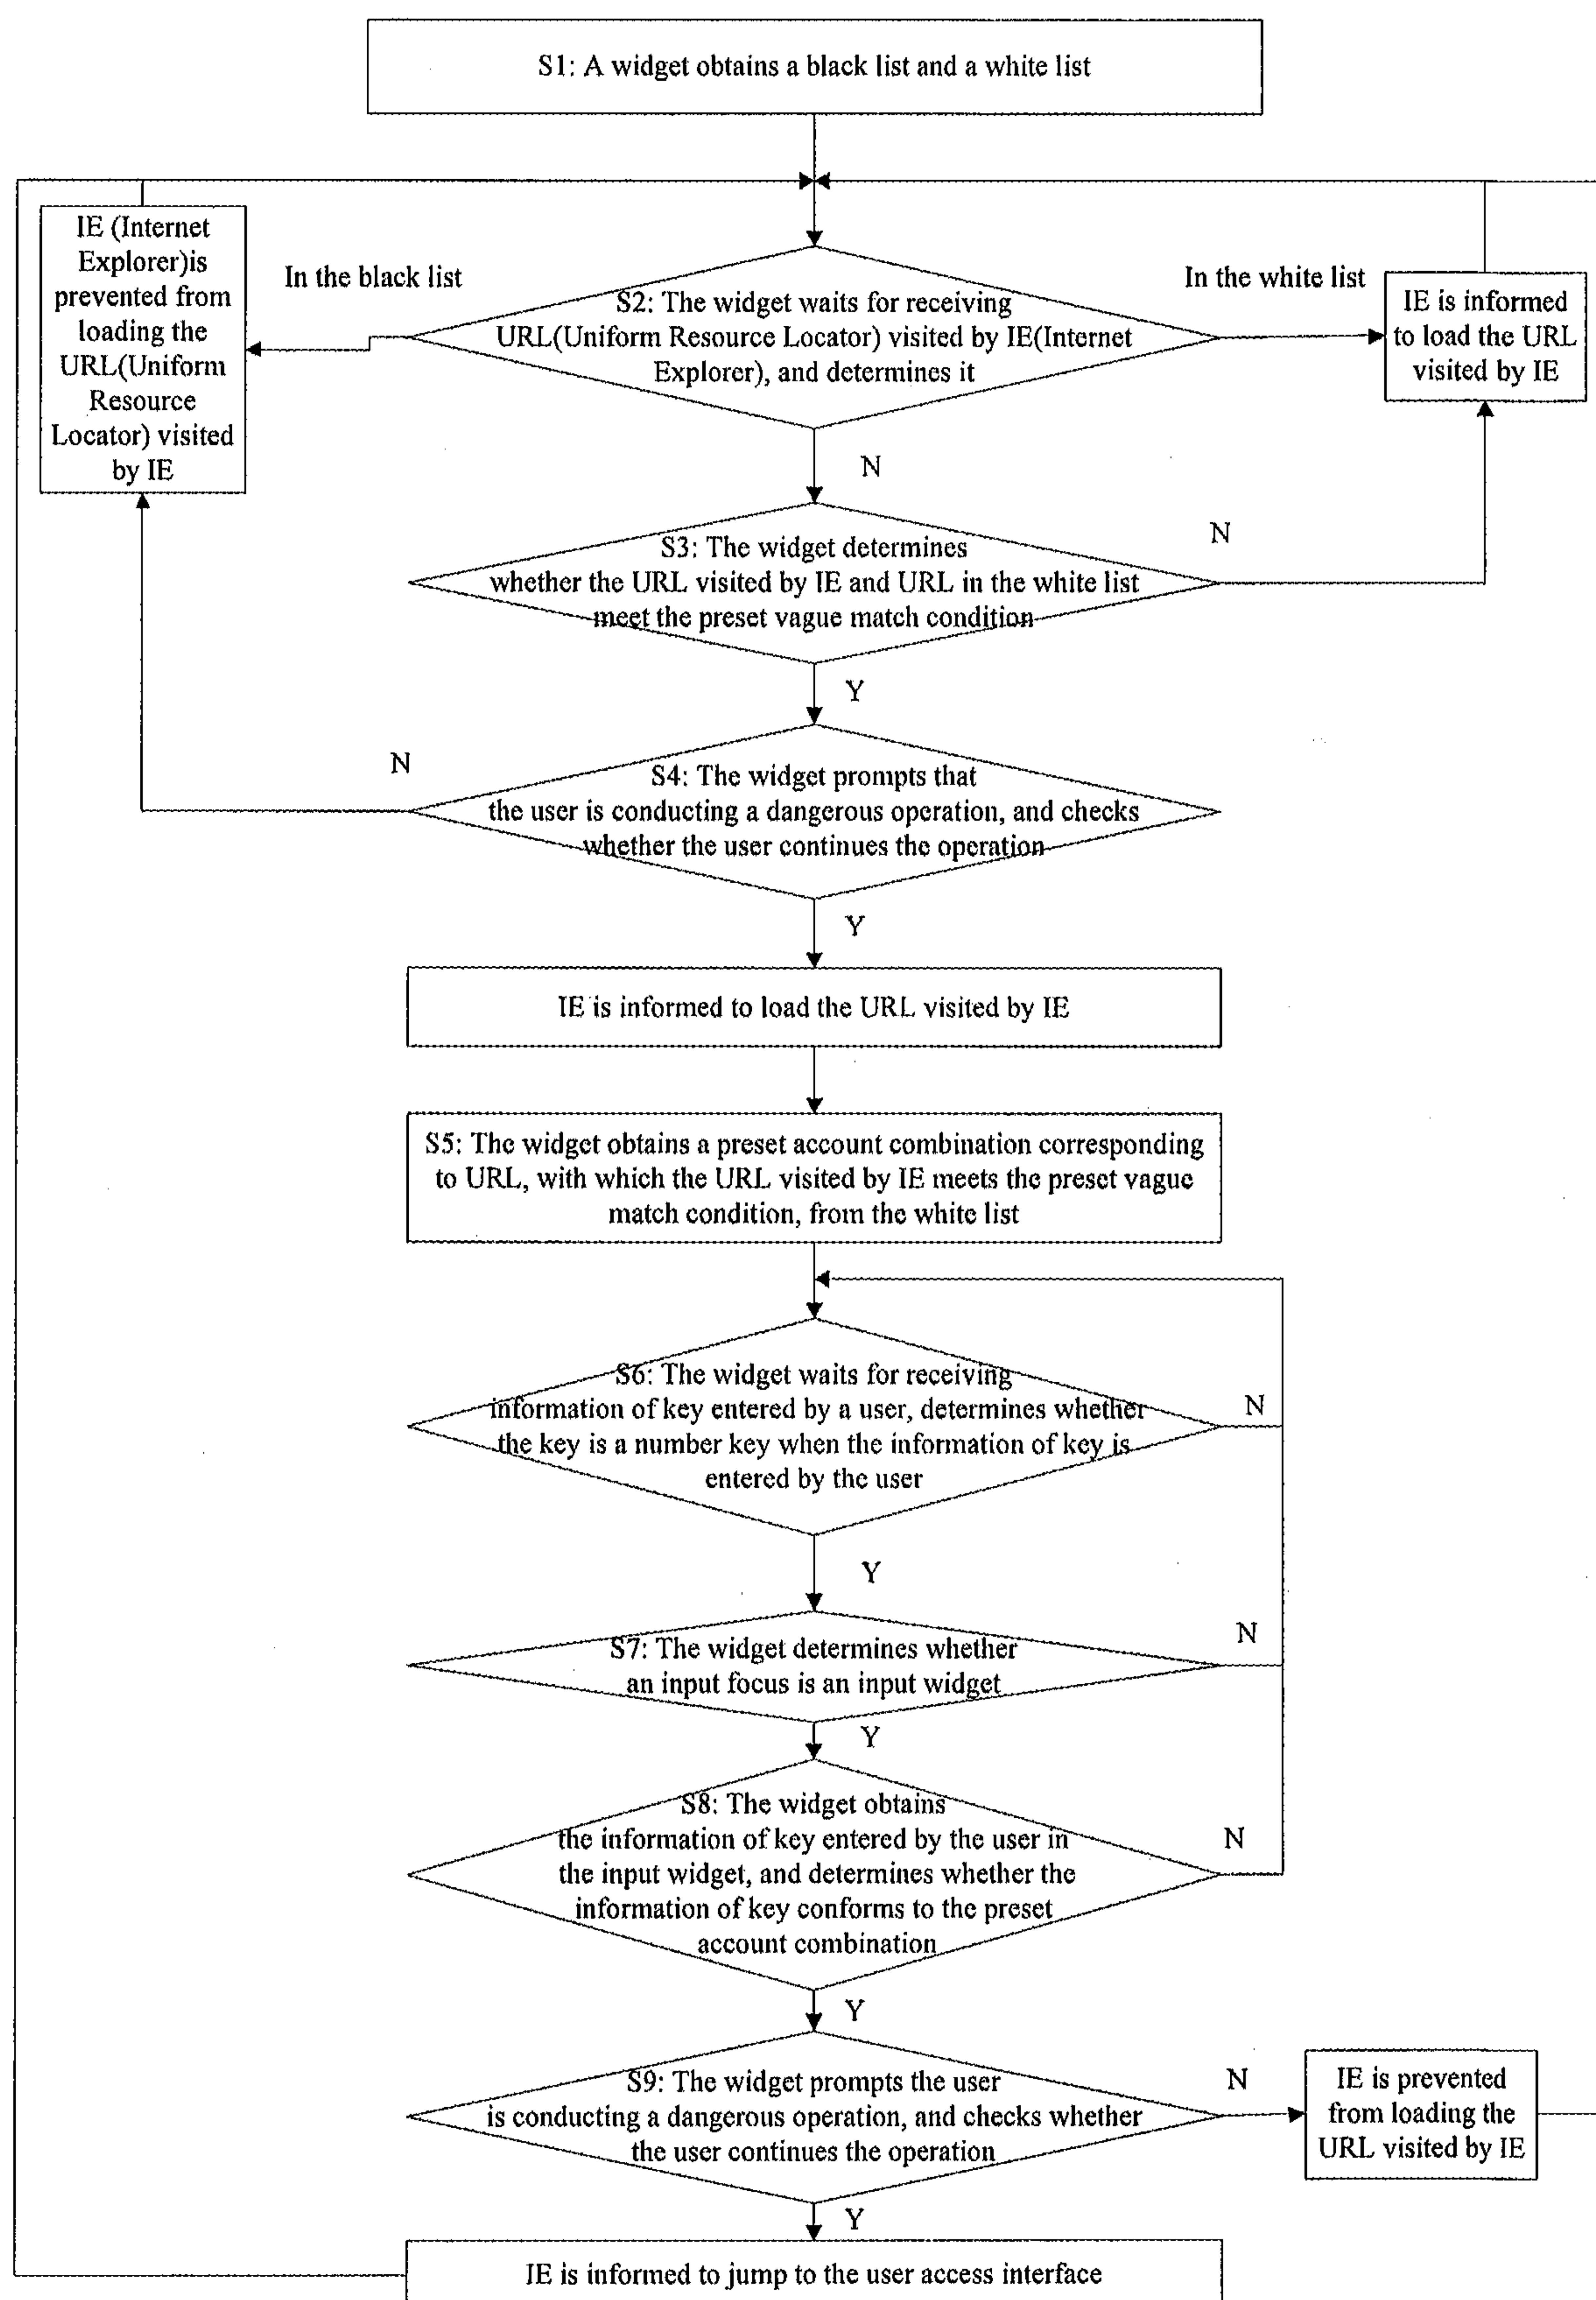 S1: A widget obtains a black list and a white list
IE (Internet
Explorer)is
prevented from
loading the
URL(Uniform
Resource
Locator) visited
by IE
In the black list
S2: The widget waits for receiving
URL(Uniform Resource Locator) visited by IE(Internet
Explorer), and determines it
In the white list
IE is informed
to load the URL
visited by IE
N
S3: The widget determines
whether the URL visited by IE and URL in the white list
meet the preset vague match condition
N
Y
N
S4: The widget prompts that
the user is conducting a dangerous operation, and checks
whether the user continues the operation
Y
IE is informed to load the URL visited by IE
S5: The widget obtains a preset account combination corresponding
to URL, with which the URL visited by IE meets the preset vague
match condition, from the white list
S6: The widget waits for receiving
information of key entered by a user, determines whether
the key is a number key when the information of key is
entered by the user
N
Y
S7: The widget determines whether
an input focus is an input widget
N
Y
S8: The widget obtains
the information of key entered by the user in
the input widget, and determines whether the
information of key conforms to the preset
account combination
N
Y
S9: The widget prompts the user
is conducting a dangerous operation, and checks whether
the user continues the operation
N
IE is prevented
from loading the
URL visited by IE
Y
IE is informed to jump to the user access interface